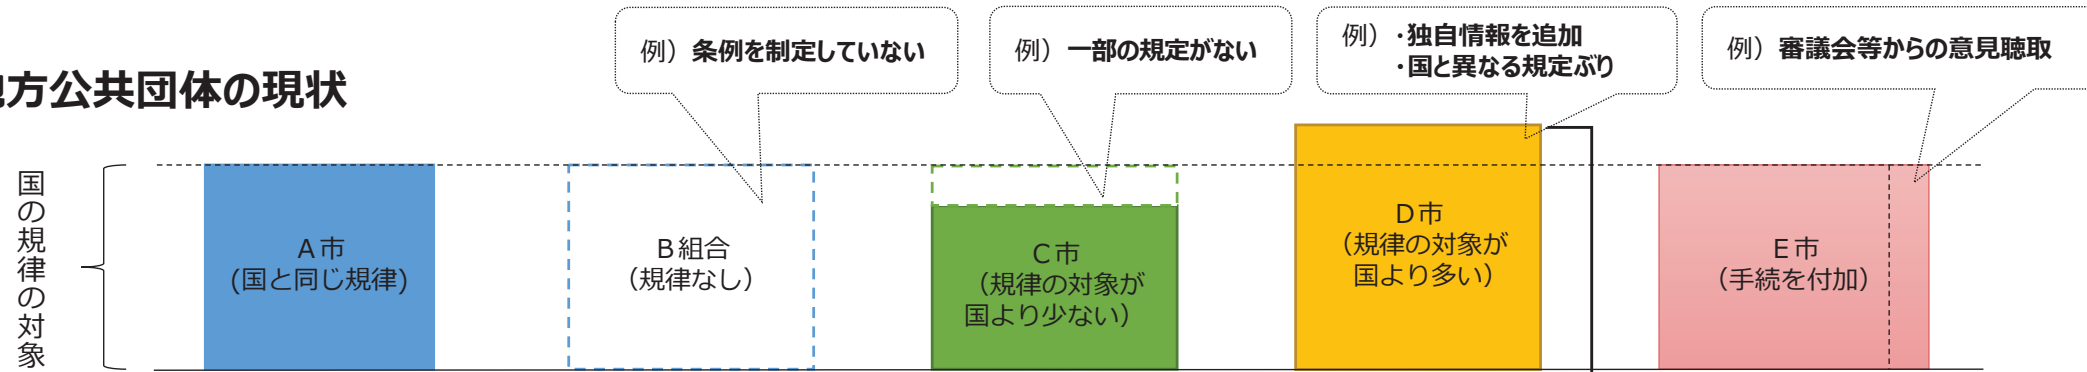 例）条例を制定していない
例）一部の規定がない
例）・独自情報を追加
・国と異なる規定ぶり
例）審議会等からの意見聴取
方公共団体の現状
国の規律の対象
Ａ市
(国と同じ規律)
Ｂ組合
（規律なし）
Ｃ市
（規律の対象が
国より少ない）
Ｄ市
（規律の対象が
国より多い）
Ｅ市
（手続を付加）